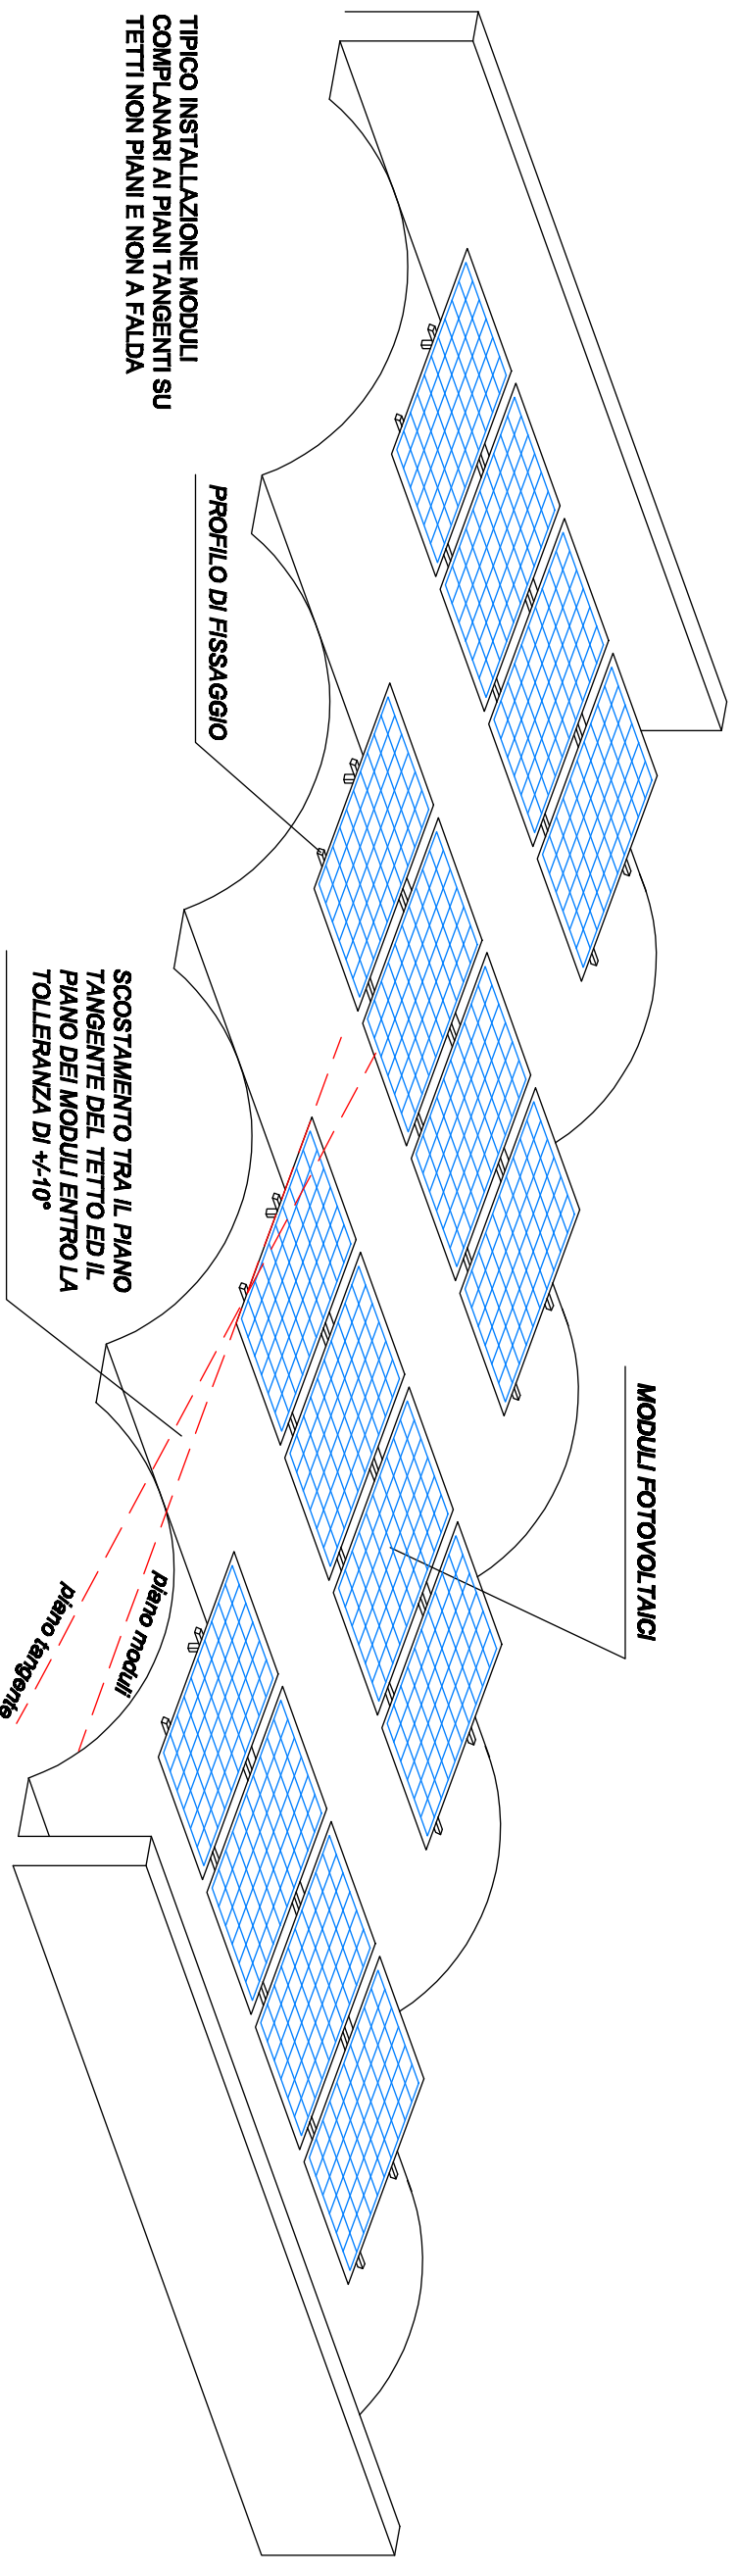 TIPICO INSTALLAZIONE MODULI
COMPLANARI AI PIANI TANGENTI SU
TETTI NON PIANI E NON A FALDA
PROFILO DI FISSAGGIO
MODULI FOTOVOLTAICI
SCOSTAMENTO TRA IL PIANO
TANGENTE DEL TETTO ED IL
PIANO DEI MODULI ENTRO LA
TOLLERANZA DI +/-10°
piano moduli
piano tangente